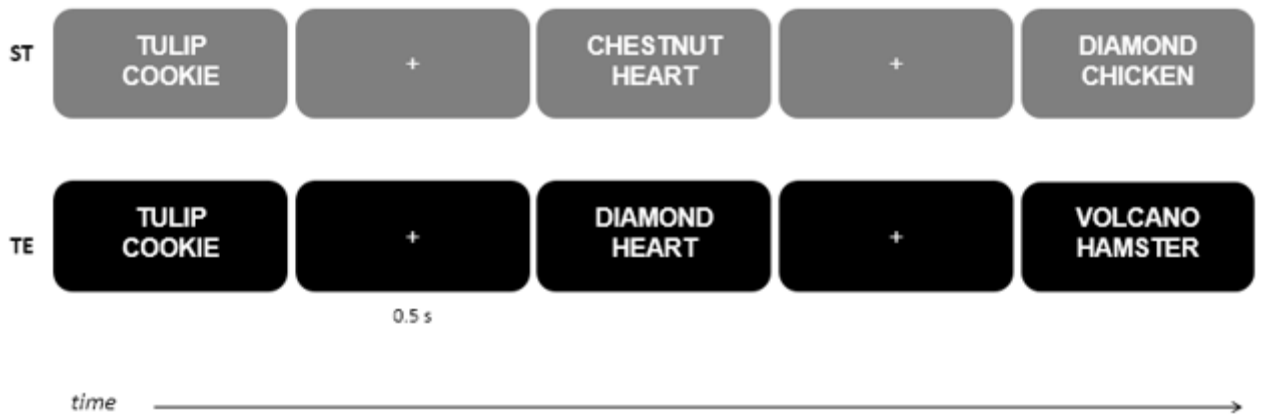 ST
TULIP
COOKIE
+
CHESTNUT
HEART
+
DIAMOND
CHICKEN
TE
TULIP
COOKIE
+
DIAMOND
HEART
+
VOLCANO
HAMSTER
0.5 s
time